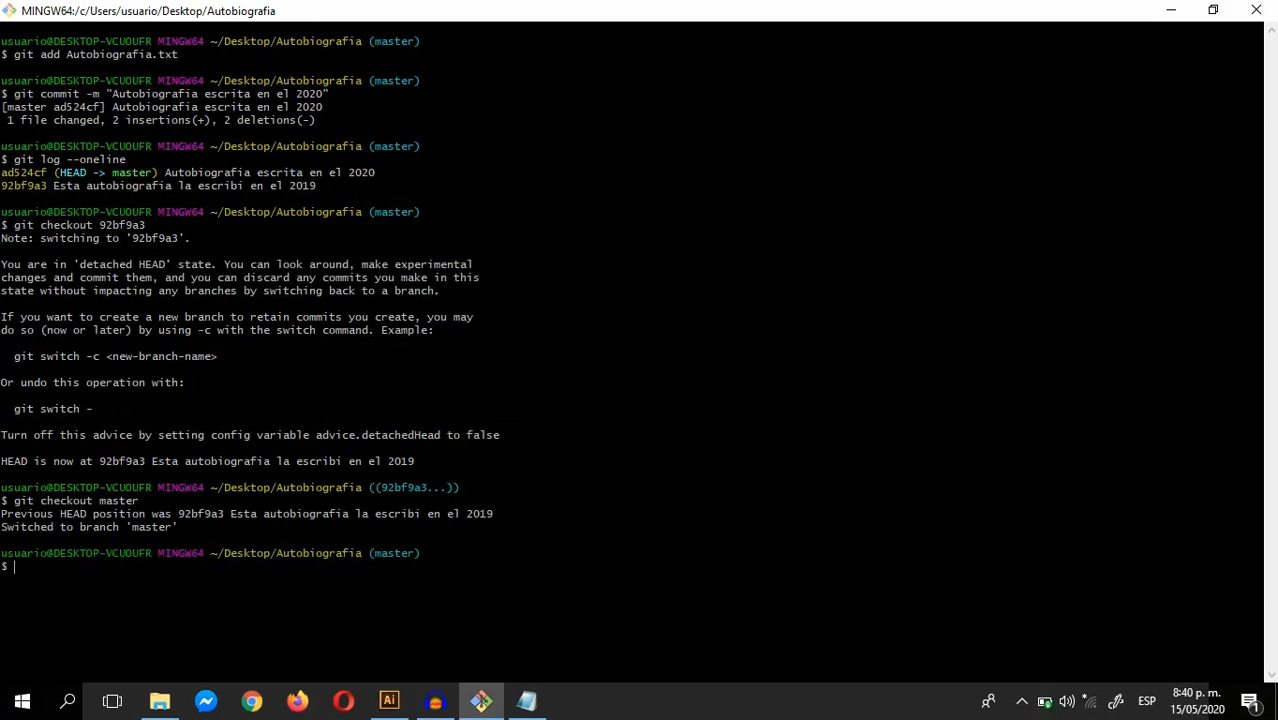 MINGW64:/c/Users/usuario/Desktop/Autobiografia
usuario@DESKTOP-VCUOUFR MINGW64 ~/Desktop/Autobiografia (master)
$ git add Autobiografia.txt
usuario@DESKTOP-VCUOUFR MINGW64 ~/Desktop/Autobiografia (master)
$ git commit -m "Autobiografia escrita en el 2020"
[master ad524cf] Autobiografia escrita en el 2020
1 file changed, 2 insertions(+), 2 deletions(-)
usuario@DESKTOP-VCUOUFR MINGW64 ~/Desktop/Autobiografia (master)
$ git log --oneline
ad524cf (HEAD -> master) Autobiografia escrita en el 2020
92bf9a3 Esta autobiografia la escribi en el 2019
usuario@DESKTOP-VCUOUFR MINGW64 ~/Desktop/Autobiografia (master)
$ git checkout 92bf9a3
Note: switching to '92bf9a3'.
You are in 'detached HEAD' state. You can look around, make experimental
changes and commit them, and you can discard any commits you make in this
state without impacting any branches by switching back to a branch.
If you want to create a new branch to retain commits you create, you may
do so (now or later) by using -c with the switch command. Example:
git switch -c <new-branch-name>
Or undo this operation with:
git switch -
Turn off this advice by setting config variable advice.detachedHead to false
HEAD is now at 92bf9a3 Esta autobiografia la escribi en el 2019
usuario@DESKTOP-VCUOUFR MINGW64 ~/Desktop/Autobiografia ((92bf9a3...))
$ git checkout master
Previous HEAD position was 92bf9a3 Esta autobiografia la escribi en el 2019
Switched to branch 'master'
usuario@DESKTOP-VCUOUFR MINGW64 ~/Desktop/Autobiografia (master)
$
Ai
ESP
8:40 p. m.
15/05/2020
1